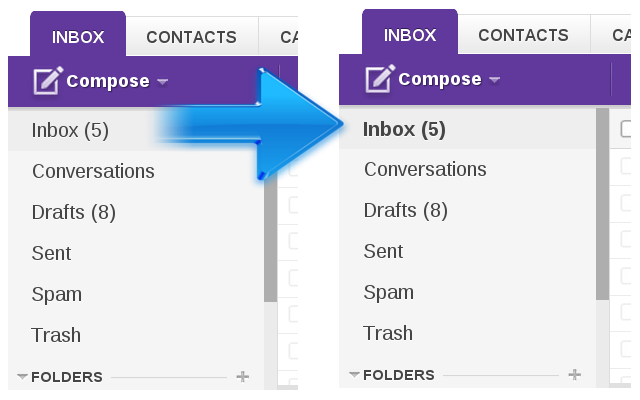 INBOX
CONTACTS
CA
Compose
Inbox (5)
Conversations
Drafts (8)
Sent
Spam
Trash
FOLDERS
INBOX
CONTACTS
CA
Compose
Inbox (5)
Conversations
Drafts (8)
Sent
Spam
Trash
FOLDERS